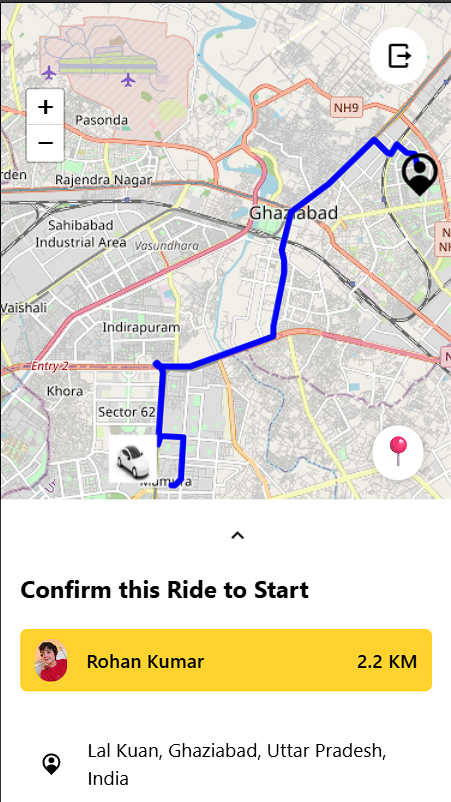 NH9
+
Pasonda
−
rden
Rajendra Nagar
Ghaziabad
Sahibabad
Industrial Area
Vasundhara
N
NH
Vaishali
Indirapuram
N
Entry 2
Khora
Sector 62
Mamura
Confirm this Ride to Start
Rohan Kumar
2.2 KM
Lal Kuan, Ghaziabad, Uttar Pradesh,
India